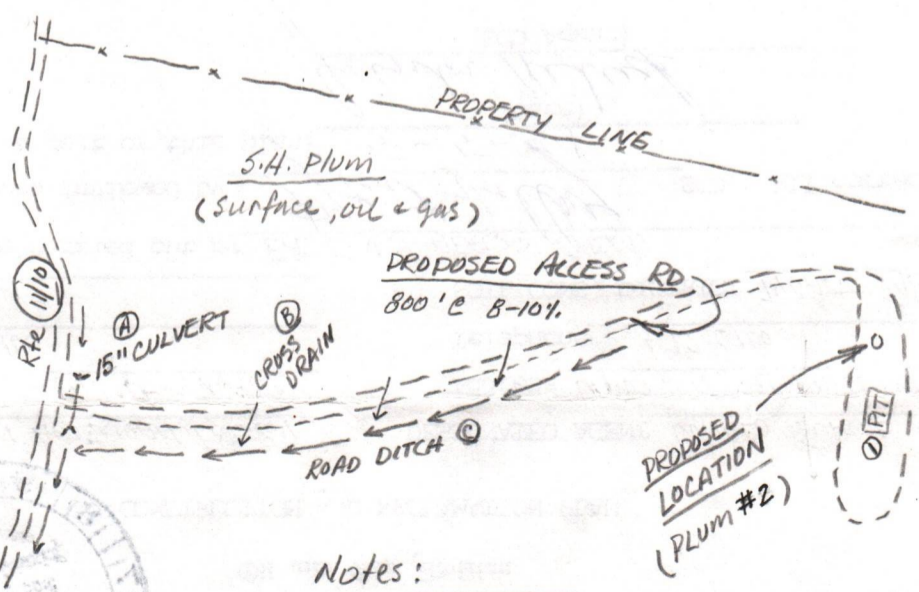 PROPERTY LINE
S.H. Plum
(Surface, oil & gas)
PROPOSED ACCESS RD
800' @ 8-10%
11/10
A
15" CULVERT
B
CROSS
DRAIN
ROAD DITCH C
PROPOSED
LOCATION
(PLUM #2)
PIT
Notes: